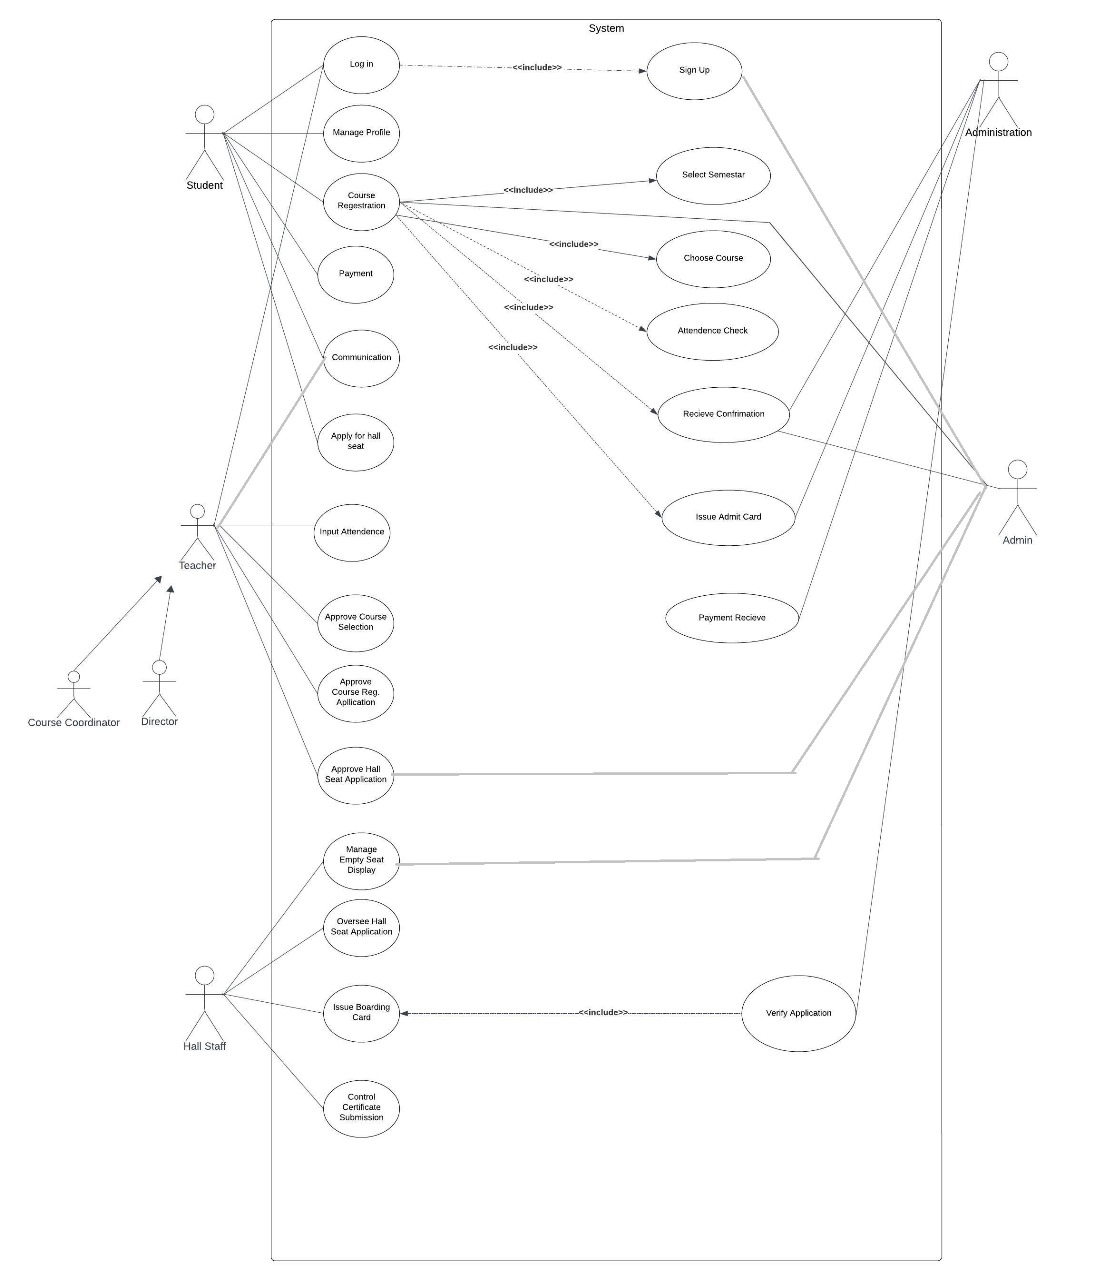 System
Log in
<<include>>
Sign Up
Manage Profile
Administration
Student
Course
Regestration
<<include>>
Select Semestar
<<include>>
Choose Course
Payment
<<include>>
<<include>>
Attendence Check
<<include>>
Communication
Recieve Confrimation
Apply for hall
seat
Issue Admit Card
Input Attendence
Admin
Teacher
Approve Course
Selection
Payment Recieve
Approve
Course Reg.
Apllication
Course Coordinator
Director
Approve Hall
Seat Application
Manage
Empty Seat
Display
Oversee Hall
Seat Application
Issue Boarding
Card
<<include>>
Verify Application
Hall Staff
Control
Certificate
Submission